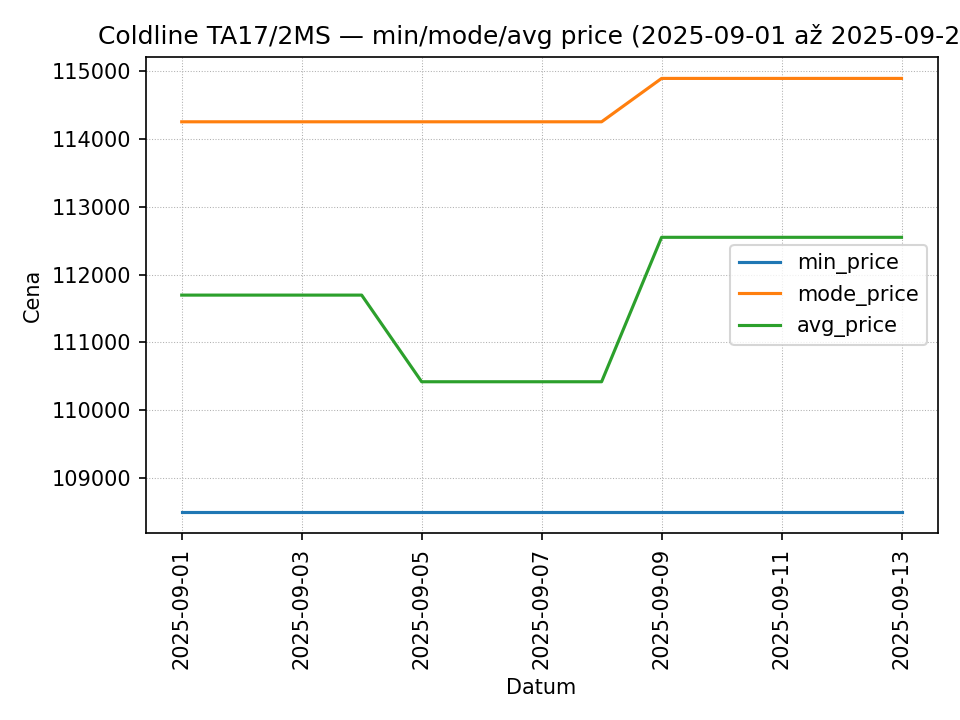 Coldline TA17/2MS — min/mode/avg price (2025-09-01 až 2025-09-2
115000
114000
113000
112000
111000
110000
109000
Cena
min_price
mode_price
avg_price
2025-09-01
2025-09-03
2025-09-05
2025-09-07
2025-09-09
2025-09-11
2025-09-13
Datum